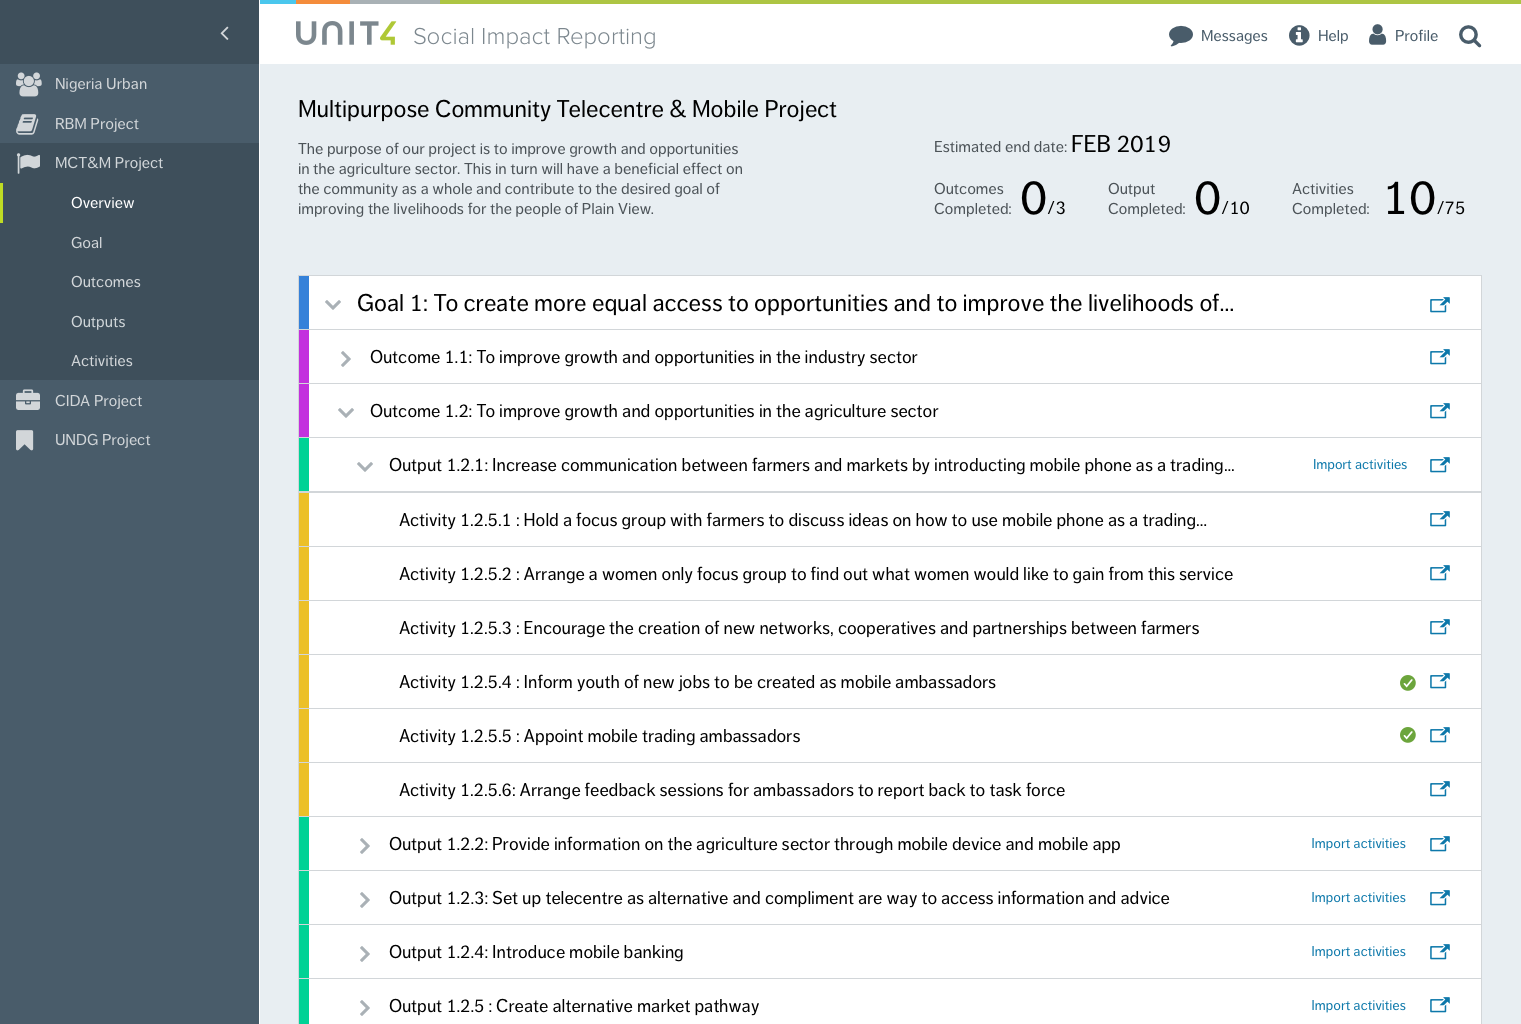 UNIT4 Social Impact Reporting
Messages
Help
Profile
Nigeria Urban
RBM Project
MCT&M Project
Overview
Goal
Outcomes
Outputs
Activities
CIDA Project
UNDG Project
Multipurpose Community Telecentre & Mobile Project
The purpose of our project is to improve growth and opportunities
in the agriculture sector. This in turn will have a beneficial effect on
the community as a whole and contribute to the desired goal of
improving the livelihoods for the people of Plain View.
Estimated end date: FEB 2019
Outcomes
Completed: 0/3
Output
Completed: 0/10
Activities
Completed: 10/75
Goal 1: To create more equal access to opportunities and to improve the livelihoods of...
Outcome 1.1: To improve growth and opportunities in the industry sector
Outcome 1.2: To improve growth and opportunities in the agriculture sector
Output 1.2.1: Increase communication between farmers and markets by introducting mobile phone as a trading... Import activities
Activity 1.2.5.1 : Hold a focus group with farmers to discuss ideas on how to use mobile phone as a trading...
Activity 1.2.5.2 : Arrange a women only focus group to find out what women would like to gain from this service
Activity 1.2.5.3 : Encourage the creation of new networks, cooperatives and partnerships between farmers
Activity 1.2.5.4 : Inform youth of new jobs to be created as mobile ambassadors
Activity 1.2.5.5 : Appoint mobile trading ambassadors
Activity 1.2.5.6: Arrange feedback sessions for ambassadors to report back to task force
Output 1.2.2: Provide information on the agriculture sector through mobile device and mobile app Import activities
Output 1.2.3: Set up telecentre as alternative and compliment are way to access information and advice Import activities
Output 1.2.4: Introduce mobile banking Import activities
Output 1.2.5 : Create alternative market pathway Import activities